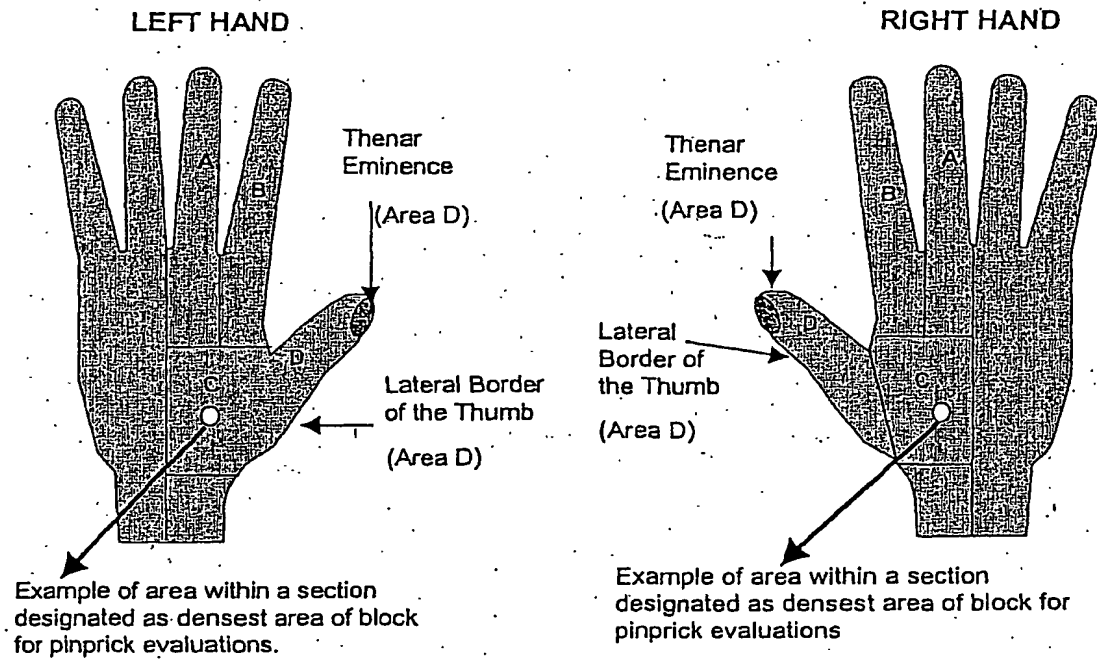 LEFT HAND
RIGHT HAND
A
B
Thenar
Eminence
(Area D)
D
C
Lateral Border
of the Thumb
(Area D)
Example of area within a section
designated as densest area of block
for pinprick evaluations.
A
B
Thenar
Eminence
(Area D)
D
Lateral
Border of
the Thumb
(Area D)
C
Example of area within a section
designated as densest area of block for
pinprick evaluations